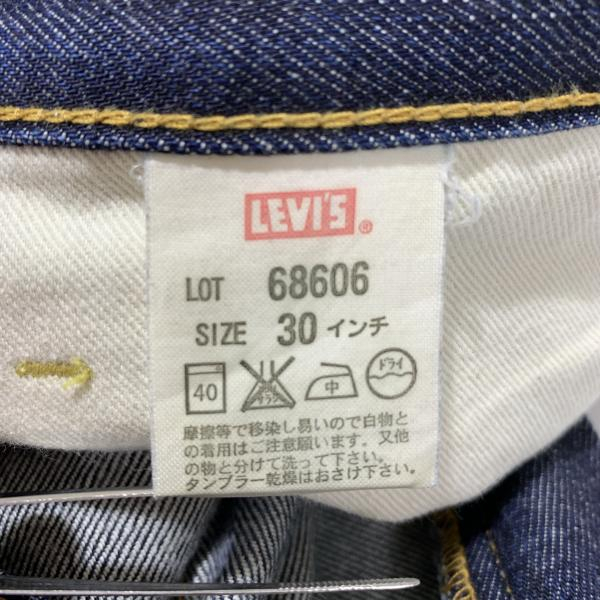 LEVI'S ®
LOT 68606
SIZE 30 インチ
40 中 ドライ
摩擦等で移染し易いので白物と
の着用はご注意願います。又他
の物と分けて洗って下さい。
タンブラー乾燥はおさけ下さい。